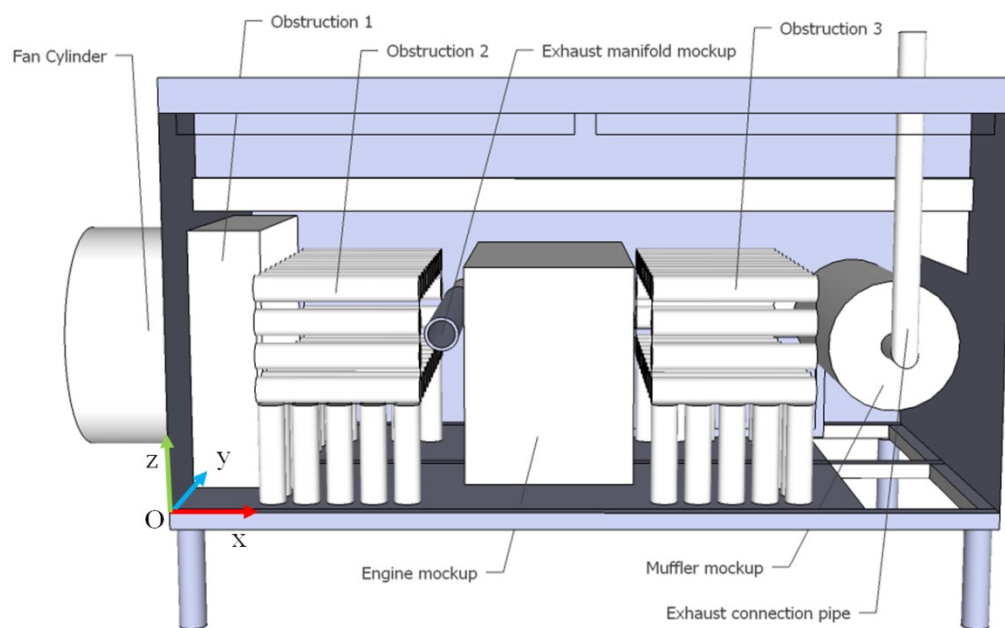 Obstruction 1
Obstruction 2
Exhaust manifold mockup
Obstruction 3
Fan Cylinder
z
y
O
x
Engine mockup
Muffler mockup
Exhaust connection pipe